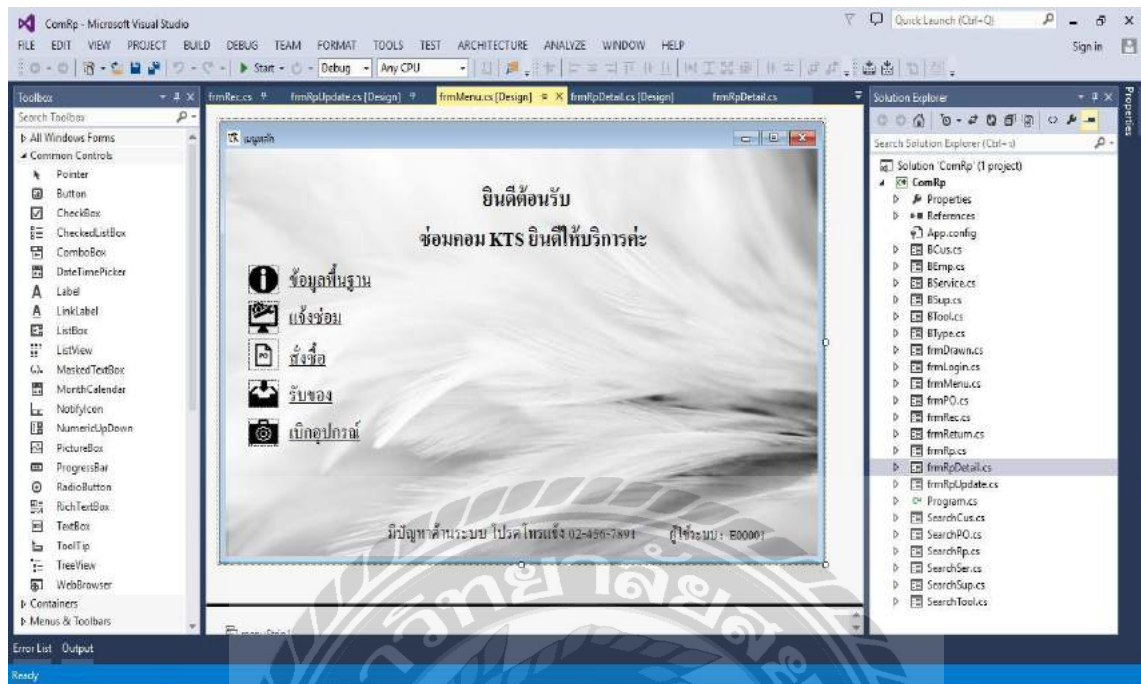 ComRp - Microsoft Visual Studio
Quick Launch (Ctrl+Q)
FILE EDIT VIEW PROJECT BUILD DEBUG TEAM FORMAT TOOLS TEST ARCHITECTURE ANALYZE WINDOW HELP
Sign in
Start Debug Any CPU
Toolbox
Search Toolbox
All Windows Forms
Common Controls
Pointer
Button
CheckBox
CheckedListBox
ComboBox
DateTimePicker
Label
LinkLabel
ListBox
ListView
MaskedTextBox
MonthCalendar
NotifyIcon
NumericUpDown
PictureBox
ProgressBar
RadioButton
RichTextBox
TextBox
ToolTip
TreeView
WebBrowser
Containers
Menus & Toolbars
frmRec.cs frmRpUpdate.cs [Design] frmMenu.cs [Design] frmRpDetail.cs [Design] frmRpDetail.cs
เมนูหลัก
ยินดีต้อนรับ
ซ่อมคอม KTS ยินดีให้บริการค่ะ
ข้อมูลพื้นฐาน
แจ้งซ่อม
PO
สั่งซื้อ
รับของ
เบิกอุปกรณ์
มีปัญหาด้านระบบ โปรดโทรแจ้ง 02-456-7891 ผู้ใช้ระบบ : E00001
menuStrip1
Solution Explorer
Search Solution Explorer (Ctrl+;)
Solution 'ComRp' (1 project)
ComRp
Properties
References
App.config
BCus.cs
BEmp.cs
BService.cs
BSup.cs
BTool.cs
BType.cs
frmDrawn.cs
frmLogin.cs
frmMenu.cs
frmPO.cs
frmRec.cs
frmReturn.cs
frmRp.cs
frmRpDetail.cs
frmRpUpdate.cs
Program.cs
SearchCus.cs
SearchPO.cs
SearchRp.cs
SearchSer.cs
SearchSup.cs
SearchTool.cs
Properties
Error List Output
Ready